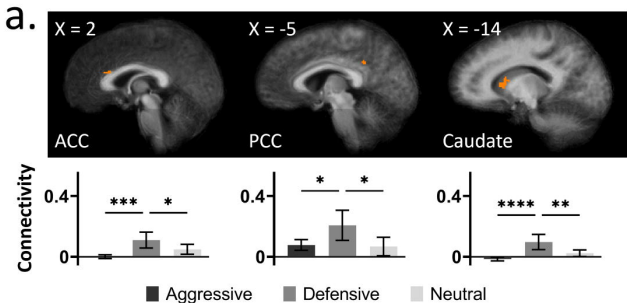 a.
X = 2
X = -5
X = -14
ACC
PCC
Caudate
Connectivity
0.4
0
***
*
0.4
0
*
*
0.4
0
****
**
Aggressive
Defensive
Neutral